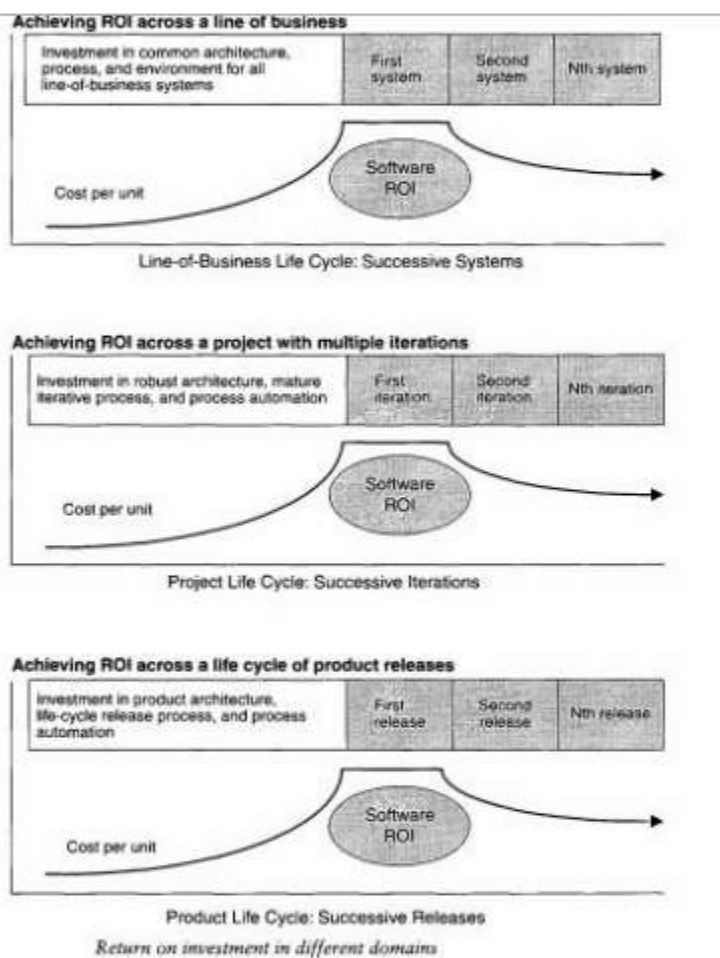 Achieving ROI across a line of business
Investment in common architecture,
process, and environment for all
line-of-business systems
First
system
Second
system
Nth system
Software
ROI
Cost per unit
Line-of-Business Life Cycle: Successive Systems
Achieving ROI across a project with multiple iterations
Investment in robust architecture, mature
iterative process, and process automation
First
iteration
Second
iteration
Nth iteration
Software
ROI
Cost per unit
Project Life Cycle: Successive Iterations
Achieving ROI across a life cycle of product releases
Investment in product architecture,
life-cycle release process, and process
automation
First
release
Second
release
Nth release
Software
ROI
Cost per unit
Product Life Cycle: Successive Releases
Return on investment in different domains